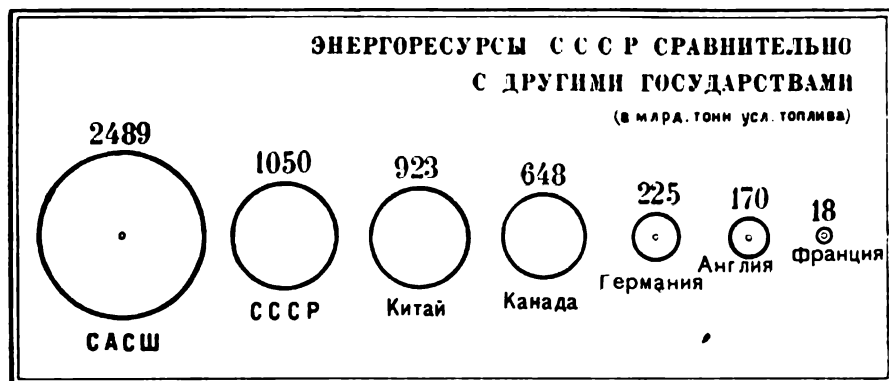 ЭНЕРГОРЕСУРСЫ СССР СРАВНИТЕЛЬНО
С ДРУГИМИ ГОСУДАРСТВАМИ
(в млрд. тонн усл. топлива)
2489
САСШ
1050
СССР
923
Китай
648
Канада
225
Германия
170
Англия
18
Франция